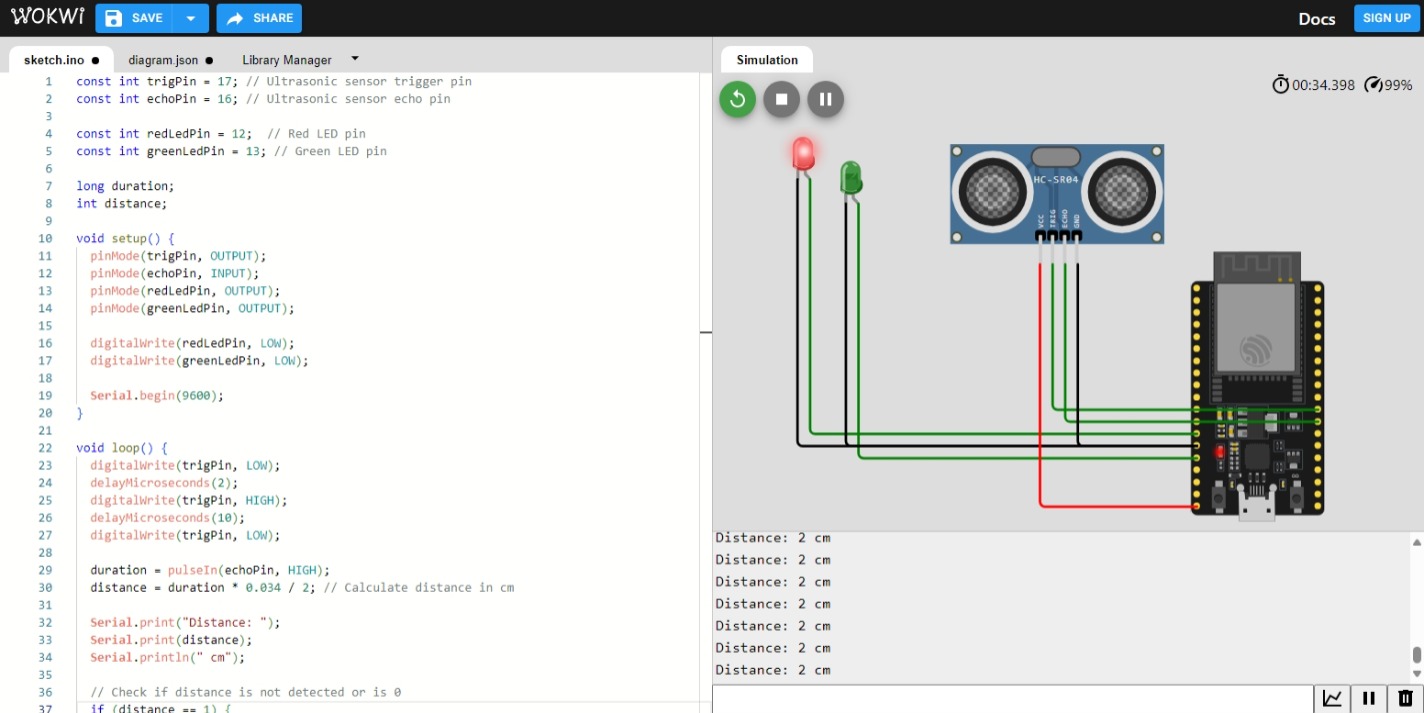 WOKWI SAVE SHARE Docs SIGN UP
sketch.ino diagram.json Library Manager Simulation
00:34.398 99%
1 const int trigPin = 17; // Ultrasonic sensor trigger pin
2 const int echoPin = 16; // Ultrasonic sensor echo pin
3
4 const int redLedPin = 12;  // Red LED pin
5 const int greenLedPin = 13; // Green LED pin
6
7 long duration;
8 int distance;
9
10 void setup() {
11   pinMode(trigPin, OUTPUT);
12   pinMode(echoPin, INPUT);
13   pinMode(redLedPin, OUTPUT);
14   pinMode(greenLedPin, OUTPUT);
15
16   digitalWrite(redLedPin, LOW);
17   digitalWrite(greenLedPin, LOW);
18
19   Serial.begin(9600);
20 }
21
22 void loop() {
23   digitalWrite(trigPin, LOW);
24   delayMicroseconds(2);
25   digitalWrite(trigPin, HIGH);
26   delayMicroseconds(10);
27   digitalWrite(trigPin, LOW);
28
29   duration = pulseIn(echoPin, HIGH);
30   distance = duration * 0.034 / 2; // Calculate distance in cm
31
32   Serial.print("Distance: ");
33   Serial.print(distance);
34   Serial.println(" cm");
35
36   // Check if distance is not detected or is 0
37   if (distance == 1) {
HC-SR04
VCC
TRIG
ECHO
GND
Distance: 2 cm
Distance: 2 cm
Distance: 2 cm
Distance: 2 cm
Distance: 2 cm
Distance: 2 cm
Distance: 2 cm